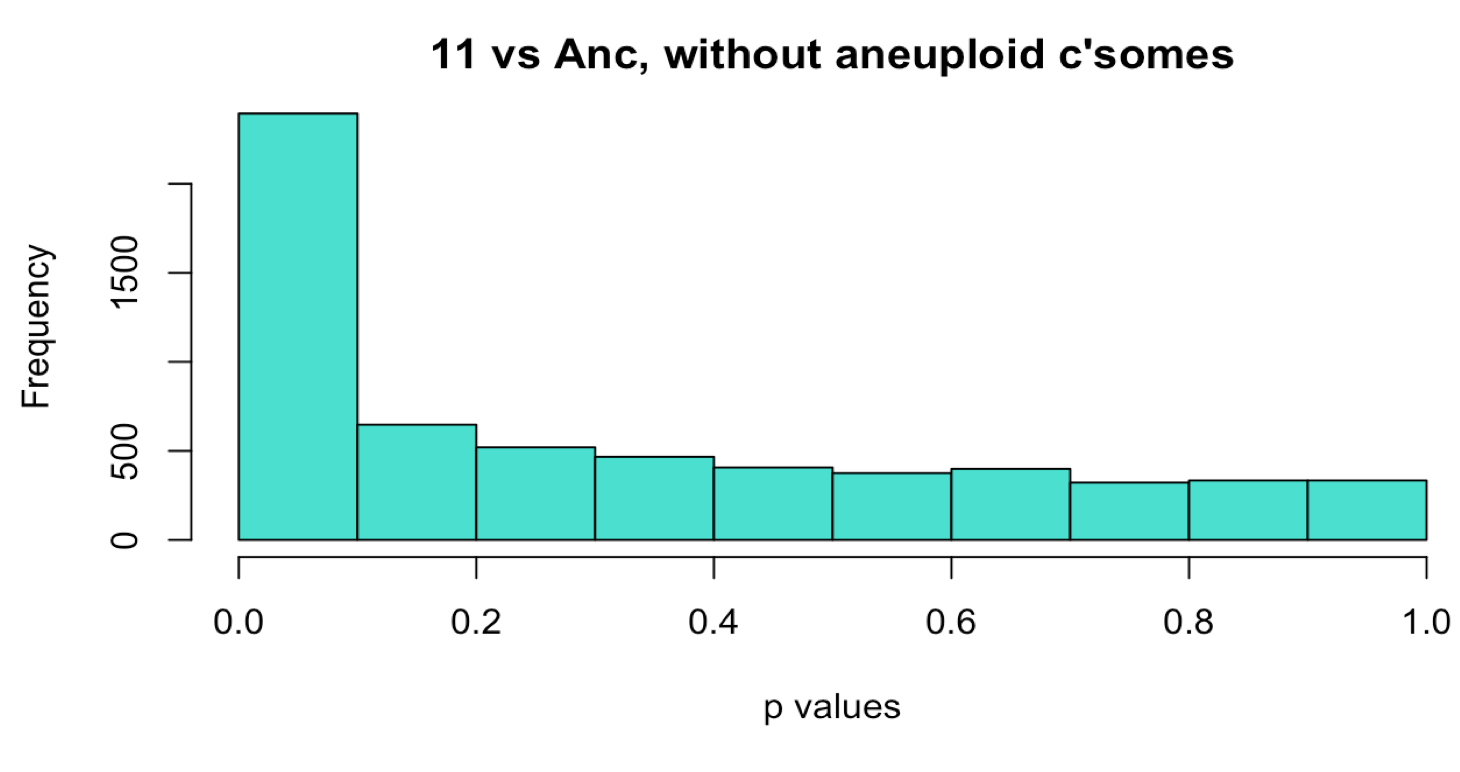 11 vs Anc, without aneuploid c'somes
Frequency
1500
500
0
0.0 0.2 0.4 0.6 0.8 1.0
p values